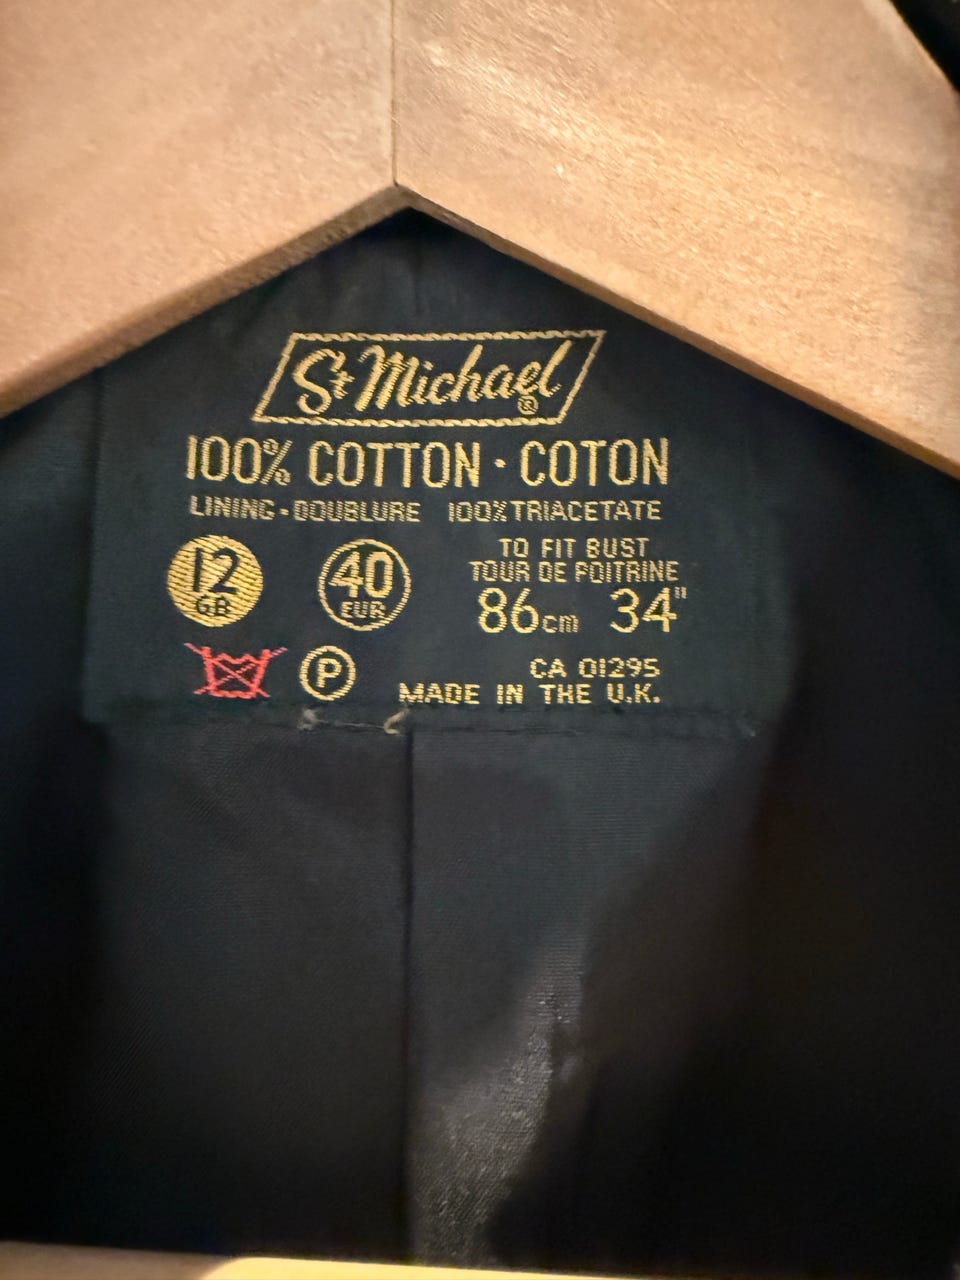 St Michael®
100% COTTON · COTON
LINING - DOUBLURE 100% TRIACETATE
12 GB 40 EUR
TO FIT BUST
TOUR DE POITRINE
86cm 34"
P
CA 01295
MADE IN THE U.K.